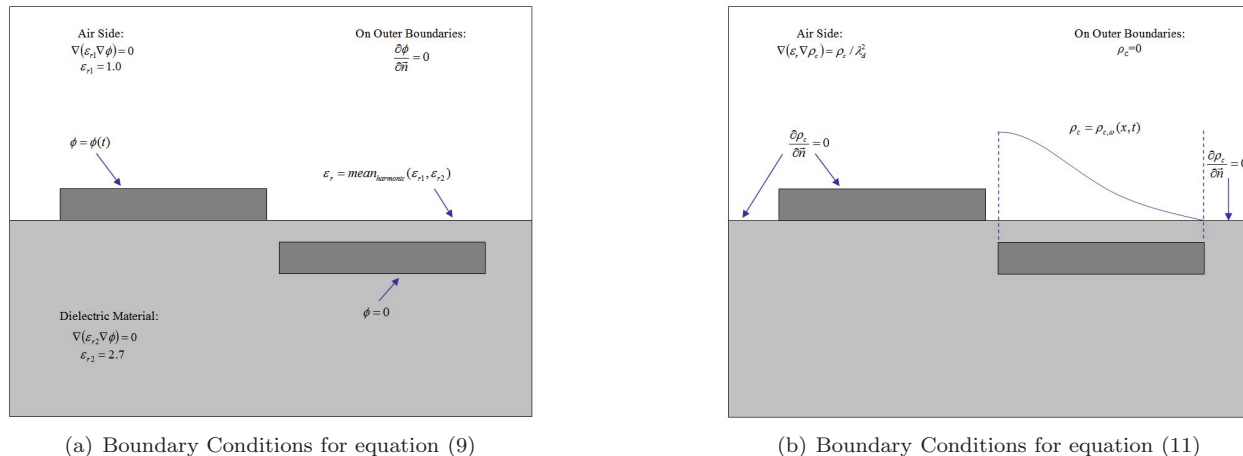 Air Side:
∇(ε_{r1}∇φ)=0
ε_{r1}=1.0
On Outer Boundaries:
∂φ/∂n⃗ = 0
φ = φ(t)
ε_r = mean_{harmonic}(ε_{r1}, ε_{r2})
φ = 0
Dielectric Material:
∇(ε_{r2}∇φ)=0
ε_{r2}=2.7
(a) Boundary Conditions for equation (9)
Air Side:
∇(ε_r∇ρ_c)=ρ_c/λ_d^2
On Outer Boundaries:
ρ_c=0
ρ_c = ρ_{c,ω}(x,t)
∂ρ_c/∂n⃗ = 0
∂ρ_c/∂n⃗ = 0
(b) Boundary Conditions for equation (11)